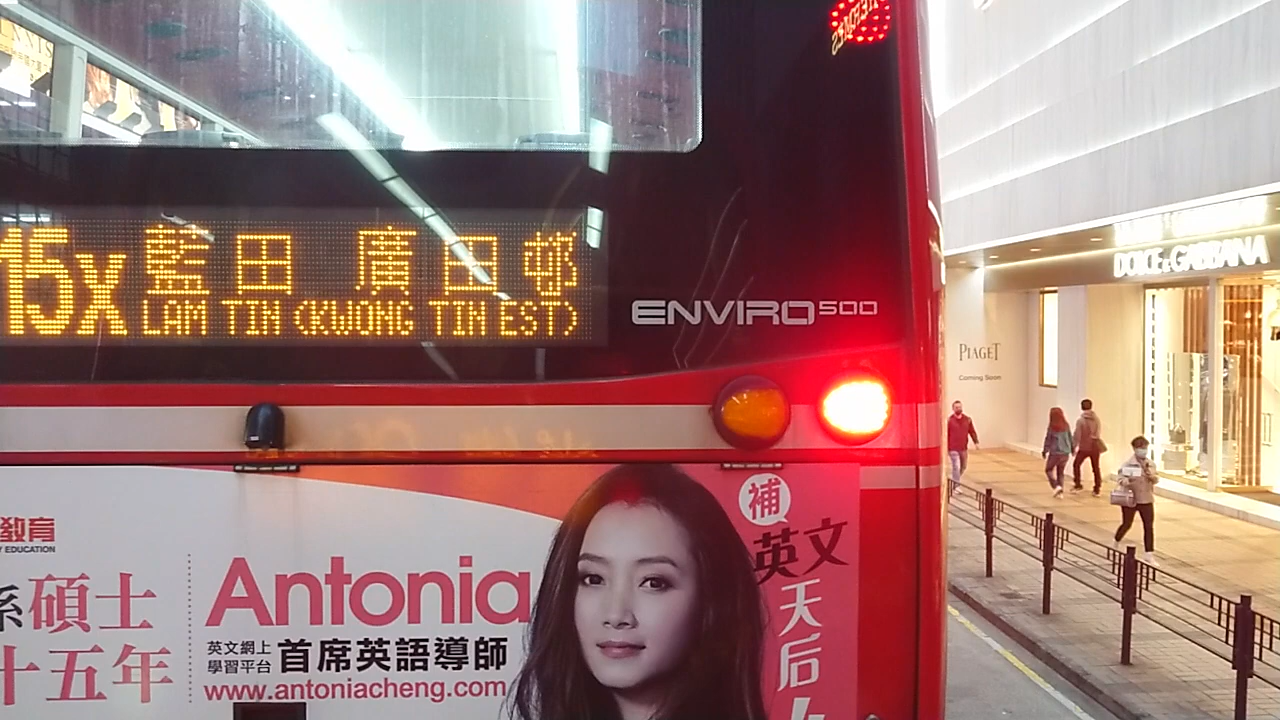 15x 藍田 廣田邨
LAM TIN (KWONG TIN EST)
ENVIRO500
HERMES
DOLCE&GABBANA
PIAGET
Coming Soon
教育
EDUCATION
系碩士
十五年
Antonia
英文網上
學習平台
首席英語導師
www.antoniacheng.com
補
英文
天后